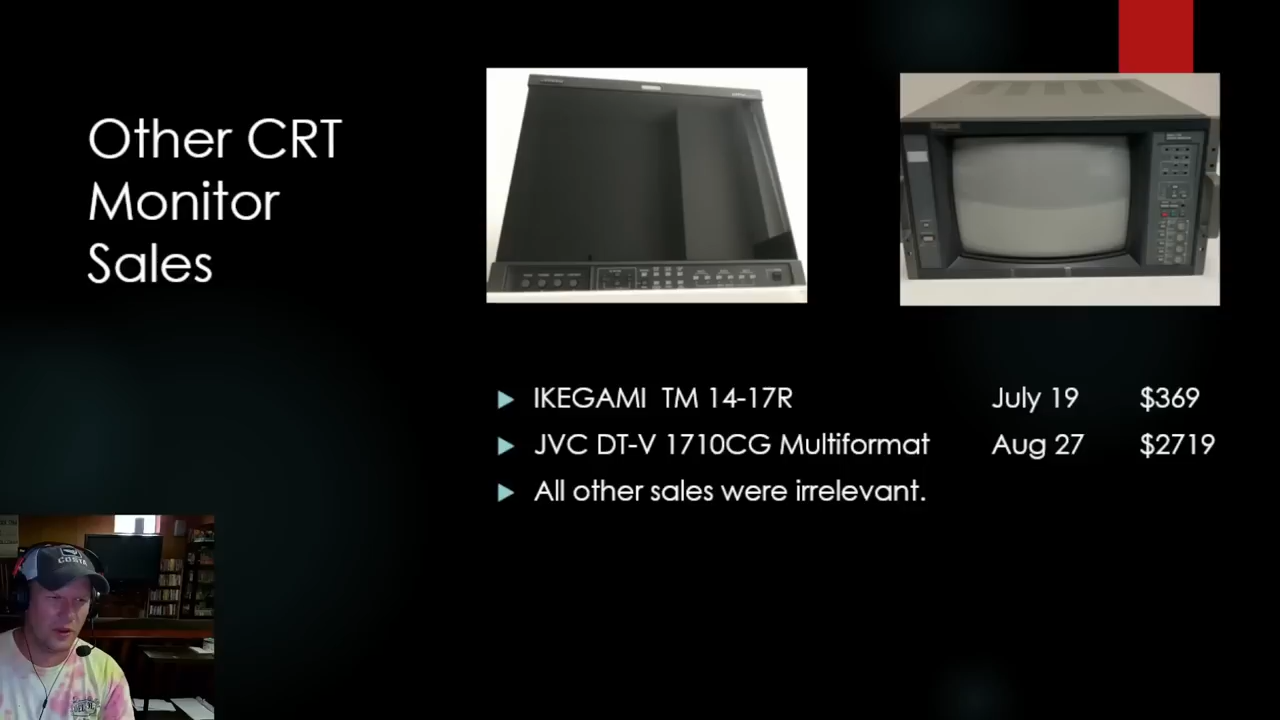 Other CRT
Monitor
Sales
IKEGAMI TM 14-17R July 19 $369
JVC DT-V 1710CG Multiformat Aug 27 $2719
All other sales were irrelevant.
COSTA